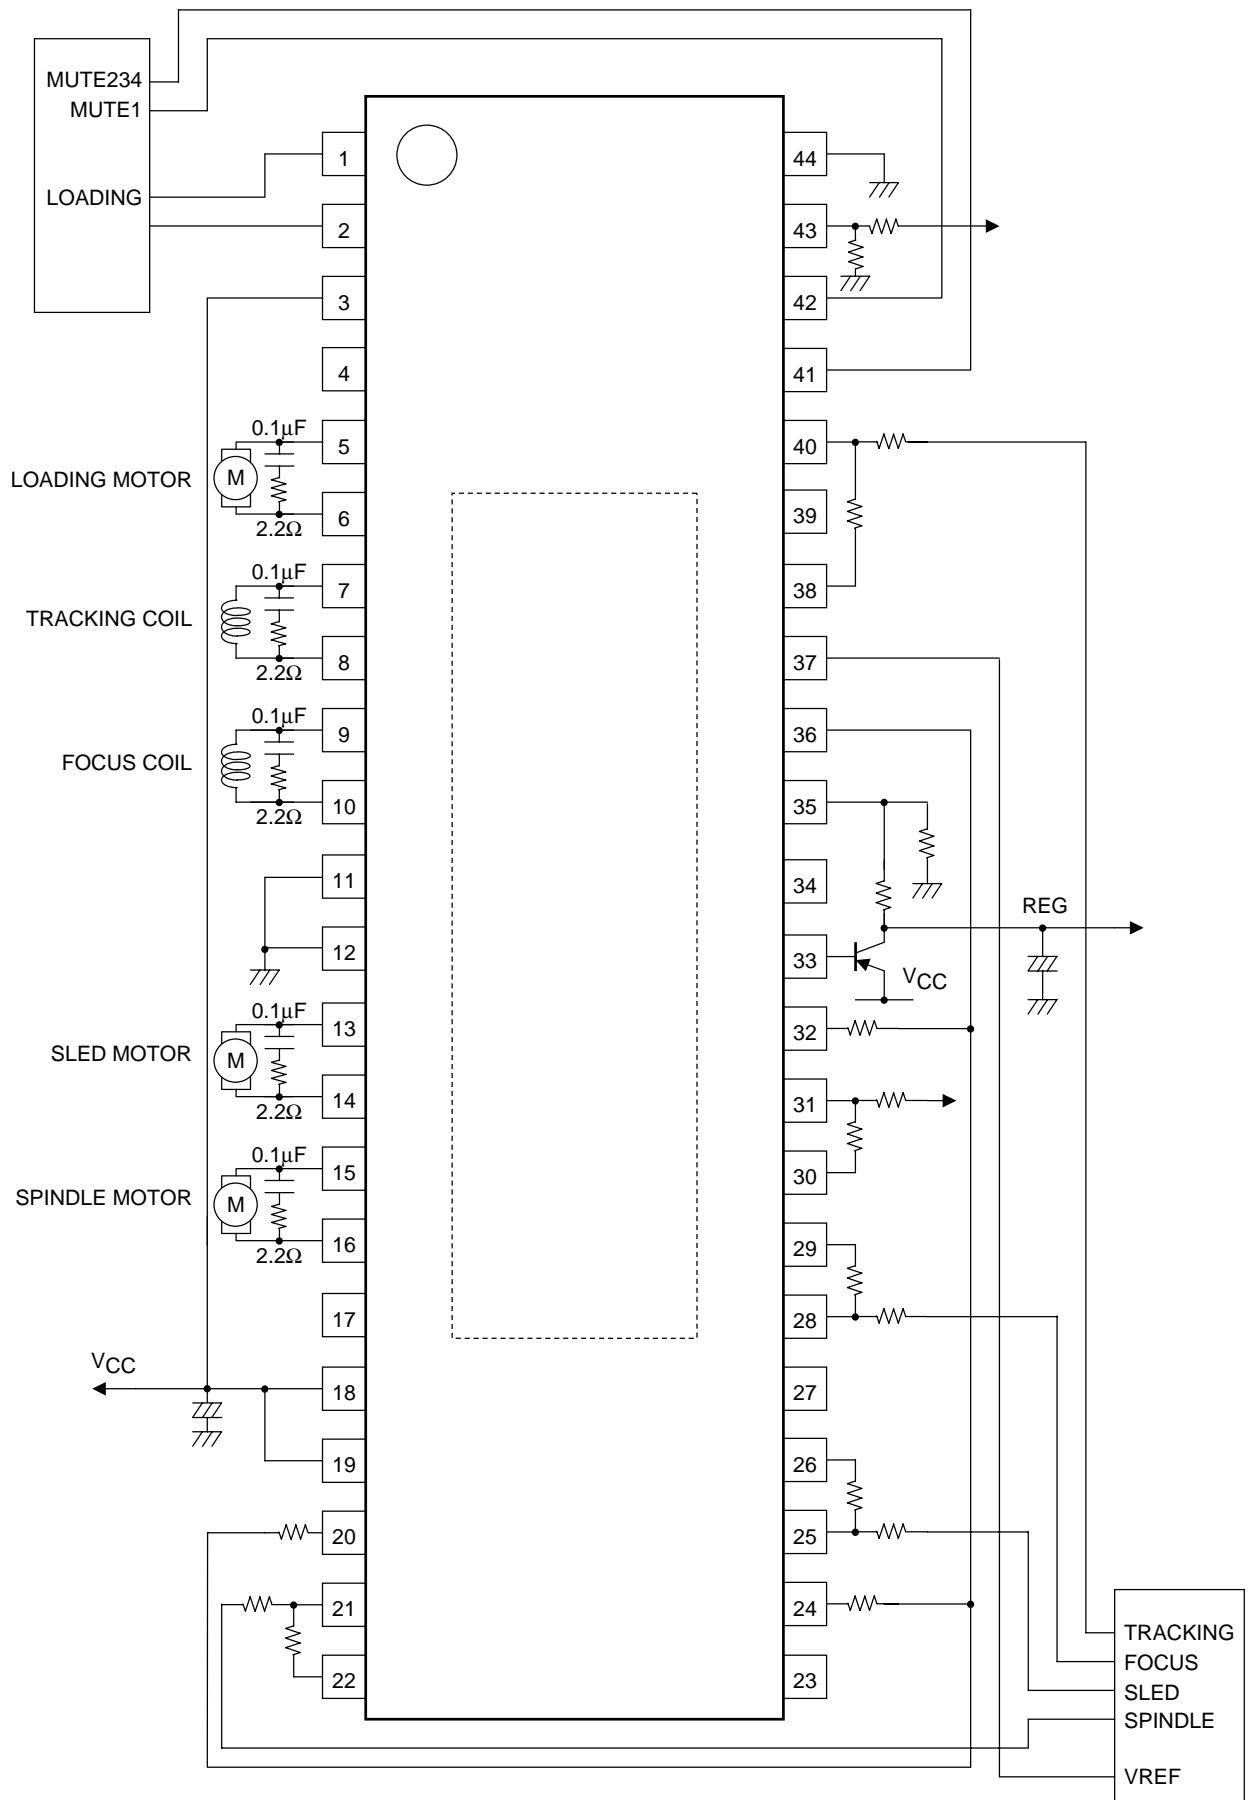 MUTE234
MUTE1
LOADING
1
44
2
43
3
42
4
41
0.1μF
5
40
LOADING MOTOR
M
6
39
2.2Ω
0.1μF
7
38
TRACKING COIL
8
37
2.2Ω
0.1μF
9
36
FOCUS COIL
10
35
2.2Ω
11
34
REG
12
33
VCC
0.1μF
13
32
SLED MOTOR
M
14
31
2.2Ω
0.1μF
15
30
SPINDLE MOTOR
M
16
29
2.2Ω
17
28
VCC
18
27
19
26
20
25
21
24
22
23
TRACKING
FOCUS
SLED
SPINDLE
VREF